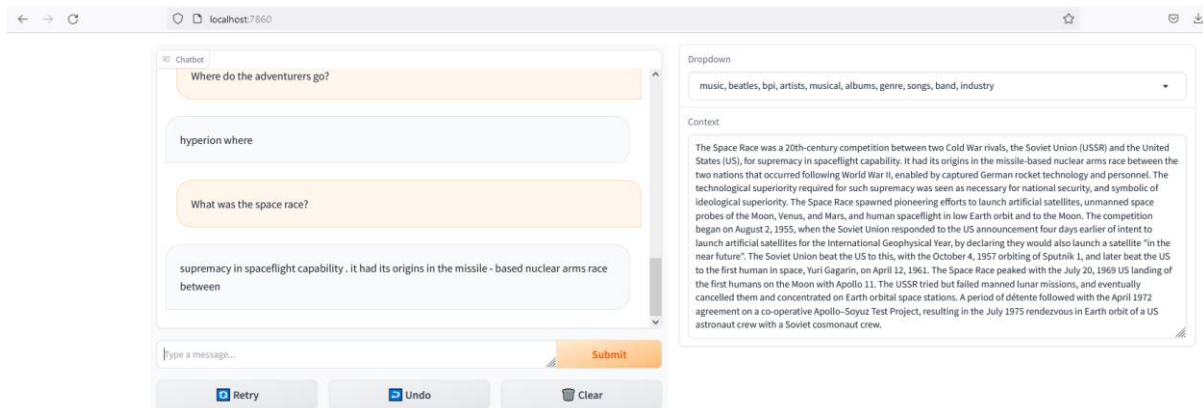 localhost:7860
Chatbot
Where do the adventurers go?
hyperion where
What was the space race?
supremacy in spaceflight capability . it had its origins in the missile - based nuclear arms race
between
Type a message...
Submit
Retry
Undo
Clear
Dropdown
music, beatles, bpi, artists, musical, albums, genre, songs, band, industry
Context
The Space Race was a 20th-century competition between two Cold War rivals, the Soviet Union (USSR) and the United
States (US), for supremacy in spaceflight capability. It had its origins in the missile-based nuclear arms race between the
two nations that occurred following World War II, enabled by captured German rocket technology and personnel. The
technological superiority required for such supremacy was seen as necessary for national security, and symbolic of
ideological superiority. The Space Race spawned pioneering efforts to launch artificial satellites, unmanned space
probes of the Moon, Venus, and Mars, and human spaceflight in low Earth orbit and to the Moon. The competition
began on August 2, 1955, when the Soviet Union responded to the US announcement four days earlier of intent to
launch artificial satellites for the International Geophysical Year, by declaring they would also launch a satellite "in the
near future". The Soviet Union beat the US to this, with the October 4, 1957 orbiting of Sputnik 1, and later beat the US
to the first human in space, Yuri Gagarin, on April 12, 1961. The Space Race peaked with the July 20, 1969 US landing of
the first humans on the Moon with Apollo 11. The USSR tried but failed manned lunar missions, and eventually
cancelled them and concentrated on Earth orbital space stations. A period of détente followed with the April 1972
agreement on a co-operative Apollo–Soyuz Test Project, resulting in the July 1975 rendezvous in Earth orbit of a US
astronaut crew with a Soviet cosmonaut crew.